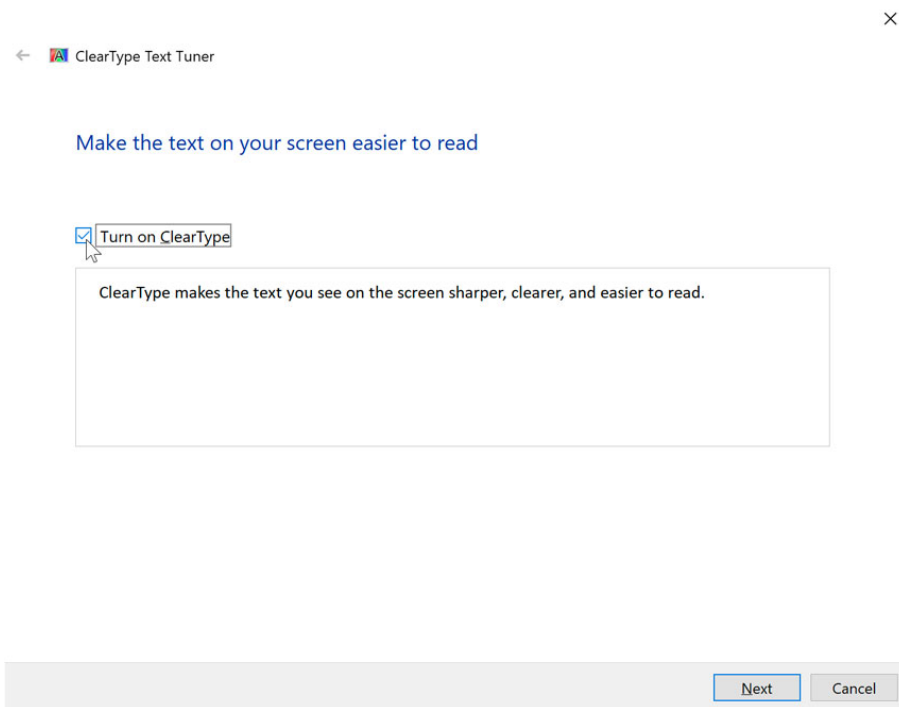 ClearType Text Tuner
Make the text on your screen easier to read
Turn on ClearType
ClearType makes the text you see on the screen sharper, clearer, and easier to read.
Next Cancel